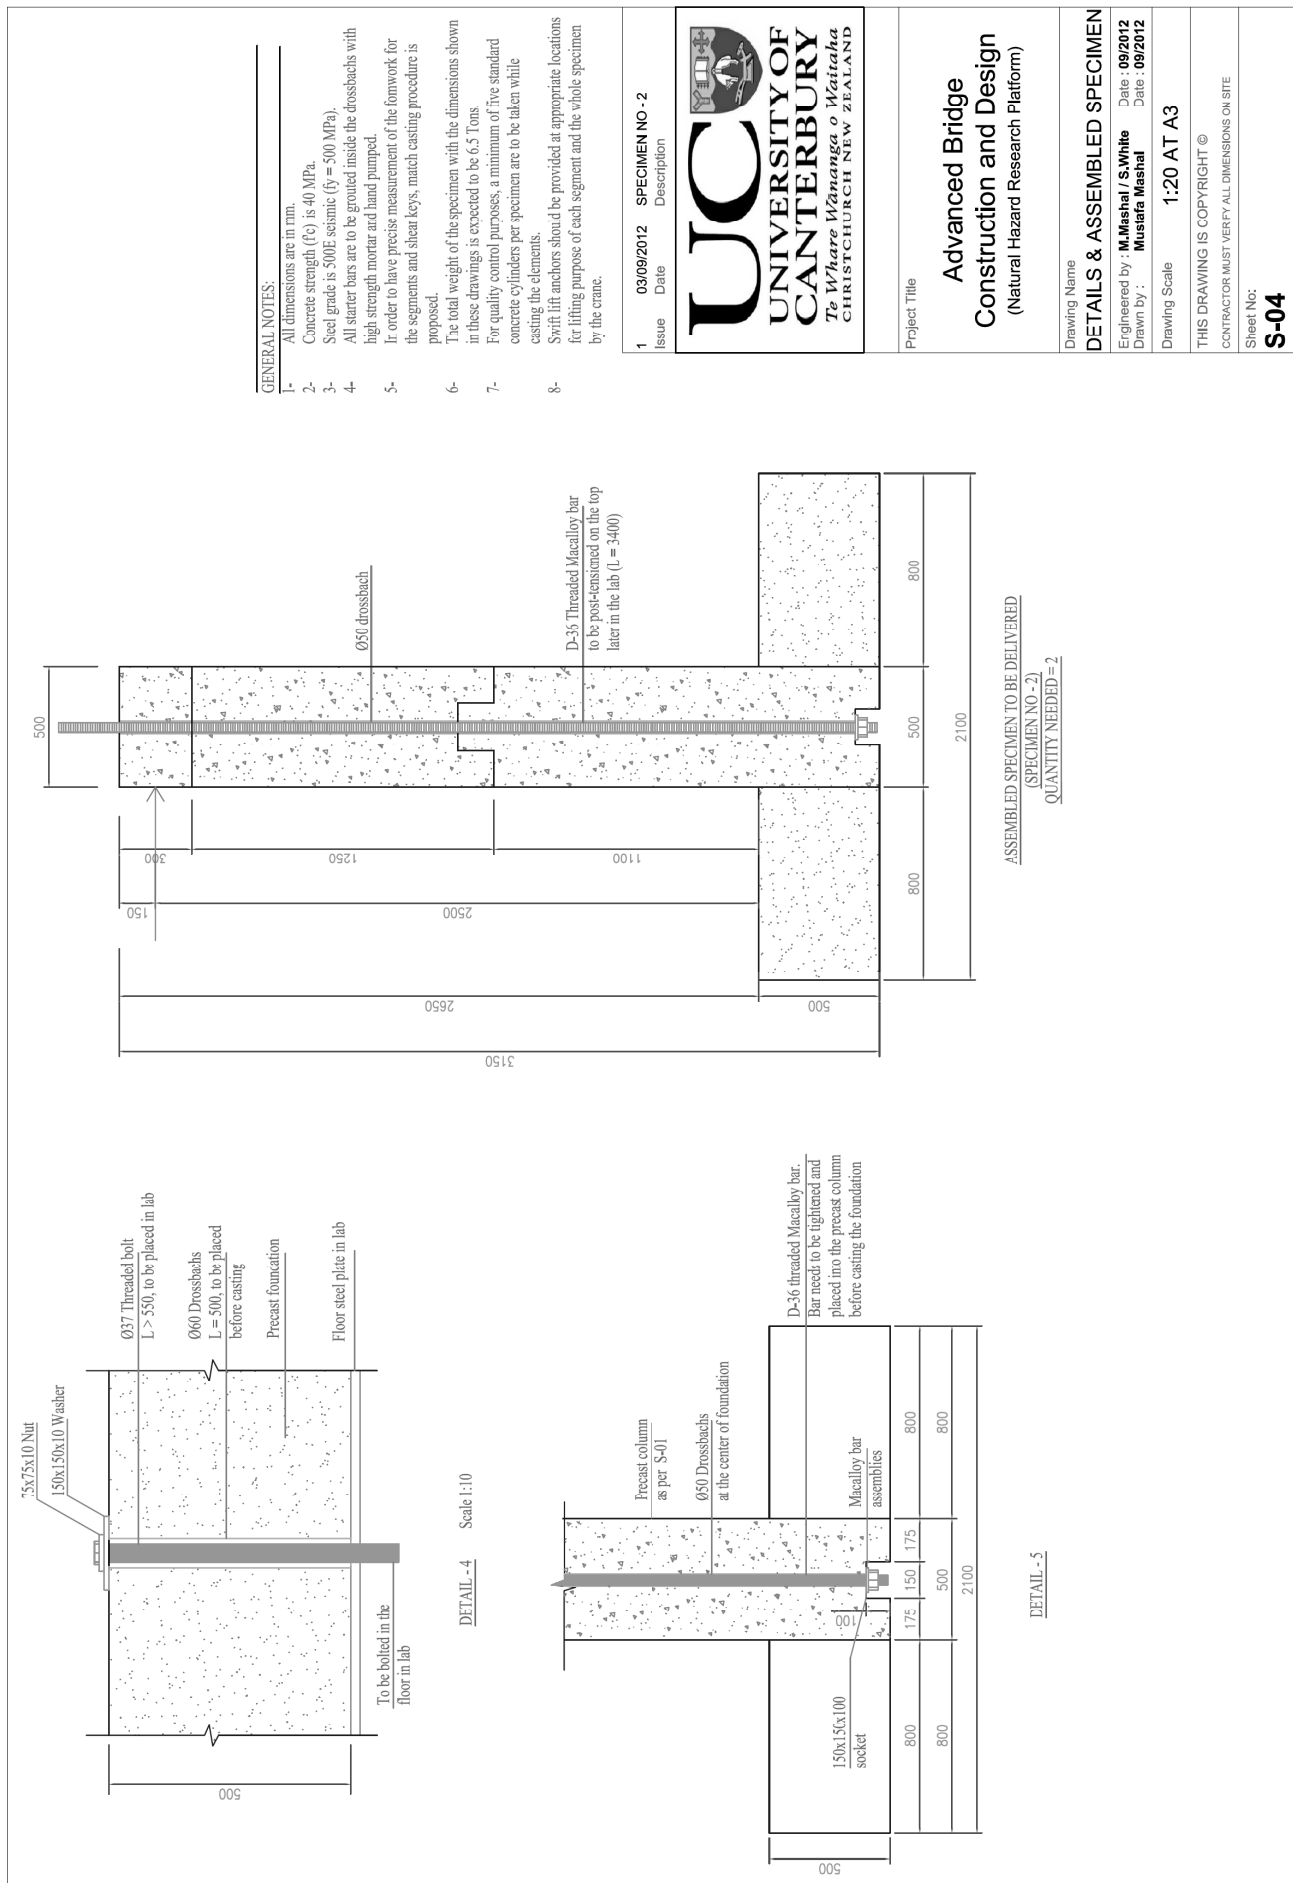 GENERAL NOTES:
1- All dimensions are in mm.
2- Concrete strength (f'c) is 40 MPa.
3- Steel grade is 500E seismic (fy = 500 MPa).
4- All starter bars are to be grouted inside the drossbachs with
high strength mortar and hand pumped.
5- In order to have precise measurement of the fomwork for
the segments and shear keys, match casting procedure is
proposed.
6- The total weight of the specimen with the dimensions shown
in these drawings is expected to be 6.5 Tons.
7- For quality control purposes, a minimum of five standard
concrete cylinders per specimen are to be taken while
casting the elements.
8- Swift lift anchors should be provided at appropriate locations
for lifting purpose of each segment and the whole specimen
by the crane.
1 03/09/2012 SPECIMEN NO - 2
Issue Date Description
UC
UNIVERSITY OF
CANTERBURY
Te Whare Wānanga o Waitaha
CHRISTCHURCH NEW ZEALAND
Project Title
Advanced Bridge
Construction and Design
(Natural Hazard Research Platform)
Drawing Name
DETAILS & ASSEMBLED SPECIMEN
Engineered by : M.Mashal / S.White Date : 09/2012
Drawn by : Mustafa Mashal Date : 09/2012
Drawing Scale 1:20 AT A3
THIS DRAWING IS COPYRIGHT ©
CONTRACTOR MUST VERFY ALL DIMENSIONS ON SITE
Sheet No:
S-04
75x75x10 Nut
150x150x10 Washer
Ø37 Threaded bolt
L > 550, to be placed in lab
Ø60 Drossbachs
L = 500, to be placed
before casting
Precast foundation
Floor steel plate in lab
500
To be bolted in the
floor in lab
DETAIL - 4 Scale 1:10
Precast column
as per S-01
Ø50 Drossbachs
at the center of foundation
D-36 threaded Macalloy bar.
Bar needs to be tightened and
placed into the precast column
before casting the foundation
Macalloy bar
assemblies
150x150x100
socket
100
500
800 175 150 175 800
800 500 800
2100
DETAIL - 5
500
Ø50 drossbach
D-36 Threaded Macalloy bar
to be post-tensioned on the top
later in the lab (L = 3400)
300
1250
1100
150
2500
2650
500
3150
800 500 800
2100
ASSEMBLED SPECIMEN TO BE DELIVERED
(SPECIMEN NO - 2)
QUANTITY NEEDED = 2